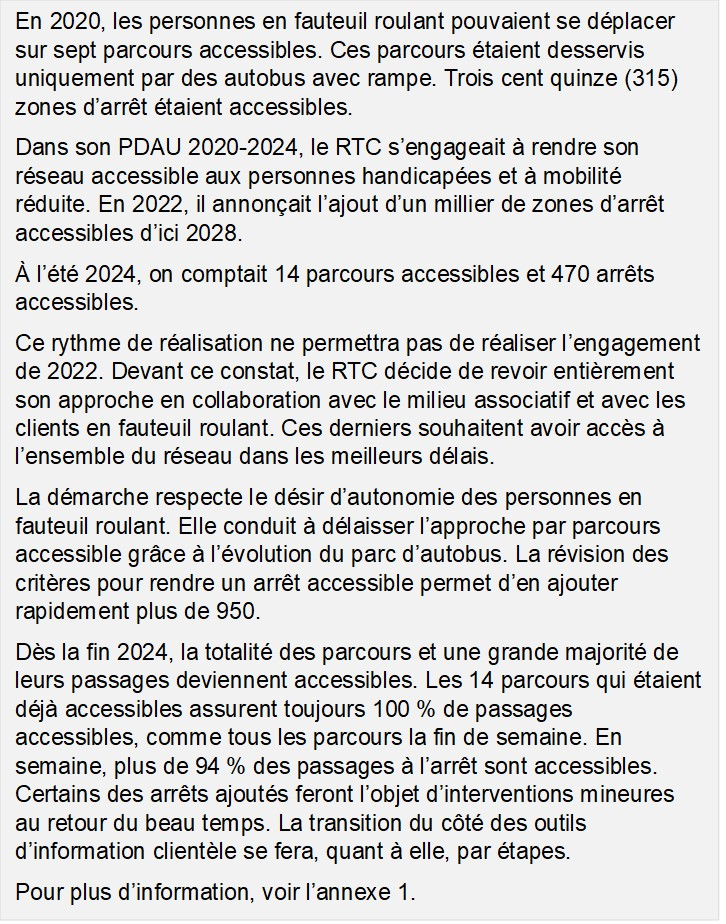 En 2020, les personnes en fauteuil roulant pouvaient se déplacer
sur sept parcours accessibles. Ces parcours étaient desservis
uniquement par des autobus avec rampe. Trois cent quinze (315)
zones d’arrêt étaient accessibles.
Dans son PDAU 2020-2024, le RTC s’engageait à rendre son
réseau accessible aux personnes handicapées et à mobilité
réduite. En 2022, il annonçait l’ajout d’un millier de zones d’arrêt
accessibles d’ici 2028.
À l’été 2024, on comptait 14 parcours accessibles et 470 arrêts
accessibles.
Ce rythme de réalisation ne permettra pas de réaliser l’engagement
de 2022. Devant ce constat, le RTC décide de revoir entièrement
son approche en collaboration avec le milieu associatif et avec les
clients en fauteuil roulant. Ces derniers souhaitent avoir accès à
l’ensemble du réseau dans les meilleurs délais.
La démarche respecte le désir d’autonomie des personnes en
fauteuil roulant. Elle conduit à délaisser l’approche par parcours
accessible grâce à l’évolution du parc d’autobus. La révision des
critères pour rendre un arrêt accessible permet d’en ajouter
rapidement plus de 950.
Dès la fin 2024, la totalité des parcours et une grande majorité de
leurs passages deviennent accessibles. Les 14 parcours qui étaient
déjà accessibles assurent toujours 100 % de passages
accessibles, comme tous les parcours la fin de semaine. En
semaine, plus de 94 % des passages à l’arrêt sont accessibles.
Certains des arrêts ajoutés feront l’objet d’interventions mineures
au retour du beau temps. La transition du côté des outils
d’information clientèle se fera, quant à elle, par étapes.
Pour plus d’information, voir l’annexe 1.